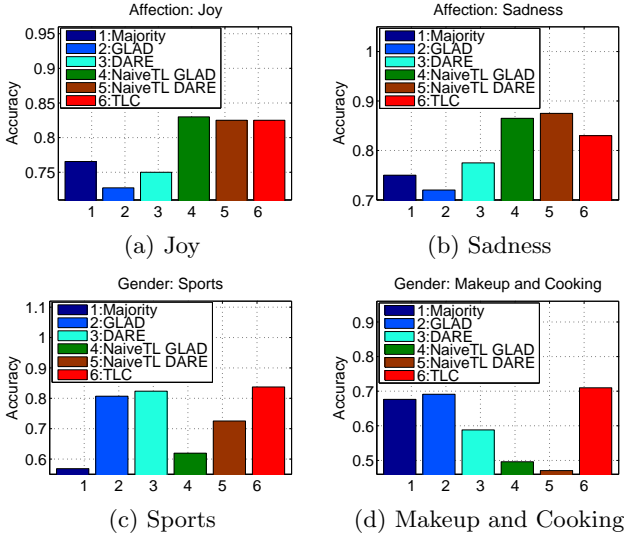 Affection: Joy
0.95
0.9
0.85
0.8
0.75
Accuracy
1:Majority
2:GLAD
3:DARE
4:NaiveTL GLAD
5:NaiveTL DARE
6:TLC
1 2 3 4 5 6
(a) Joy
Affection: Sadness
1
0.9
0.8
0.7
Accuracy
1:Majority
2:GLAD
3:DARE
4:NaiveTL GLAD
5:NaiveTL DARE
6:TLC
1 2 3 4 5 6
(b) Sadness
Gender: Sports
1.1
1
0.9
0.8
0.7
0.6
Accuracy
1:Majority
2:GLAD
3:DARE
4:NaiveTL GLAD
5:NaiveTL DARE
6:TLC
1 2 3 4 5 6
(c) Sports
Gender: Makeup and Cooking
0.9
0.8
0.7
0.6
0.5
Accuracy
1:Majority
2:GLAD
3:DARE
4:NaiveTL GLAD
5:NaiveTL DARE
6:TLC
1 2 3 4 5 6
(d) Makeup and Cooking